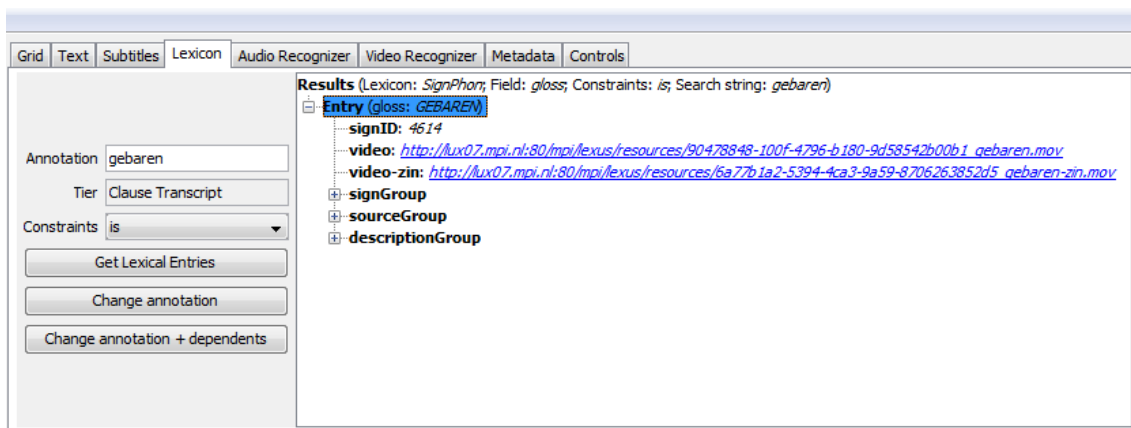 Grid Text Subtitles Lexicon Audio Recognizer Video Recognizer Metadata Controls
Results (Lexicon: SignPhon; Field: gloss; Constraints: is; Search string: gebaren)
Entry (gloss: GEBAREN)
signID: 4614
video: http://lux07.mpi.nl:80/mpi/lexus/resources/90478848-100f-4796-b180-9d58542b00b1_gebaren.mov
video-zin: http://lux07.mpi.nl:80/mpi/lexus/resources/6a77b1a2-5394-4ca3-9a59-8706263852d5_gebaren-zin.mov
signGroup
sourceGroup
descriptionGroup
Annotation gebaren
Tier Clause Transcript
Constraints is
Get Lexical Entries
Change annotation
Change annotation + dependents